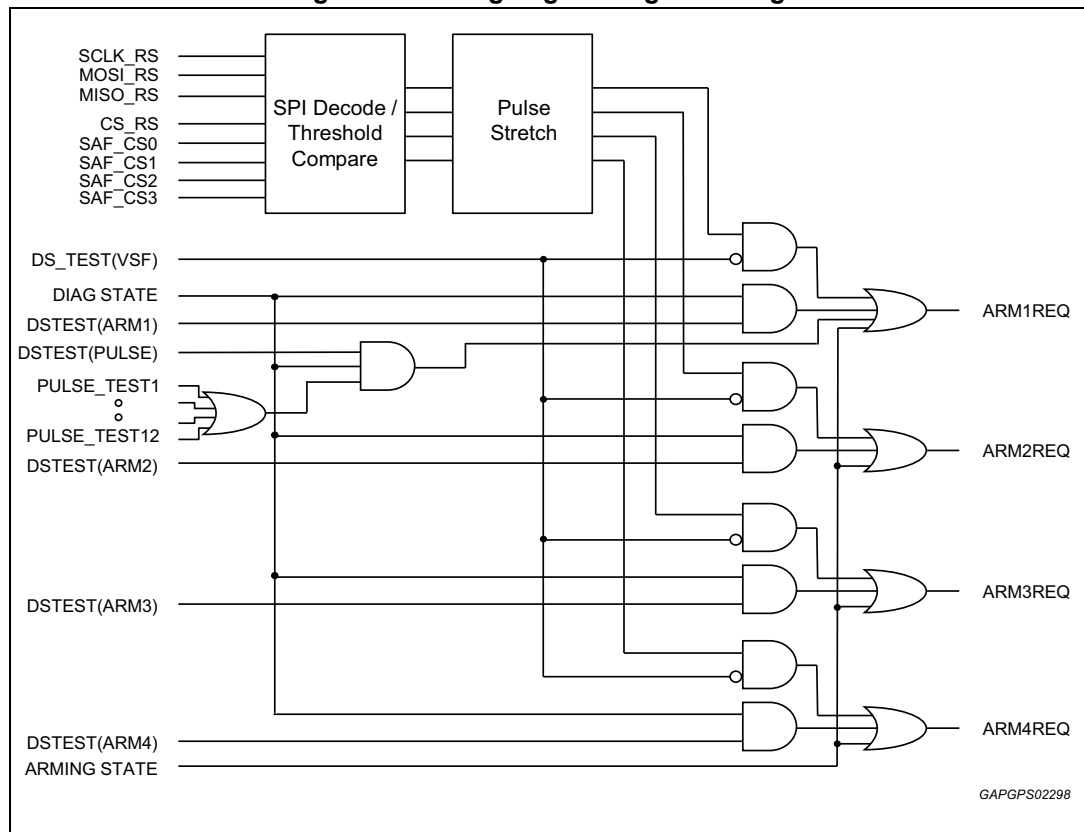 SCLK_RS
MOSI_RS
MISO_RS
CS_RS
SAF_CS0
SAF_CS1
SAF_CS2
SAF_CS3
SPI Decode /
Threshold
Compare
Pulse
Stretch
DS_TEST(VSF)
DIAG STATE
DSTEST(ARM1)
DSTEST(PULSE)
PULSE_TEST1
PULSE_TEST12
DSTEST(ARM2)
DSTEST(ARM3)
DSTEST(ARM4)
ARMING STATE
ARM1REQ
ARM2REQ
ARM3REQ
ARM4REQ
GAPGPS02298